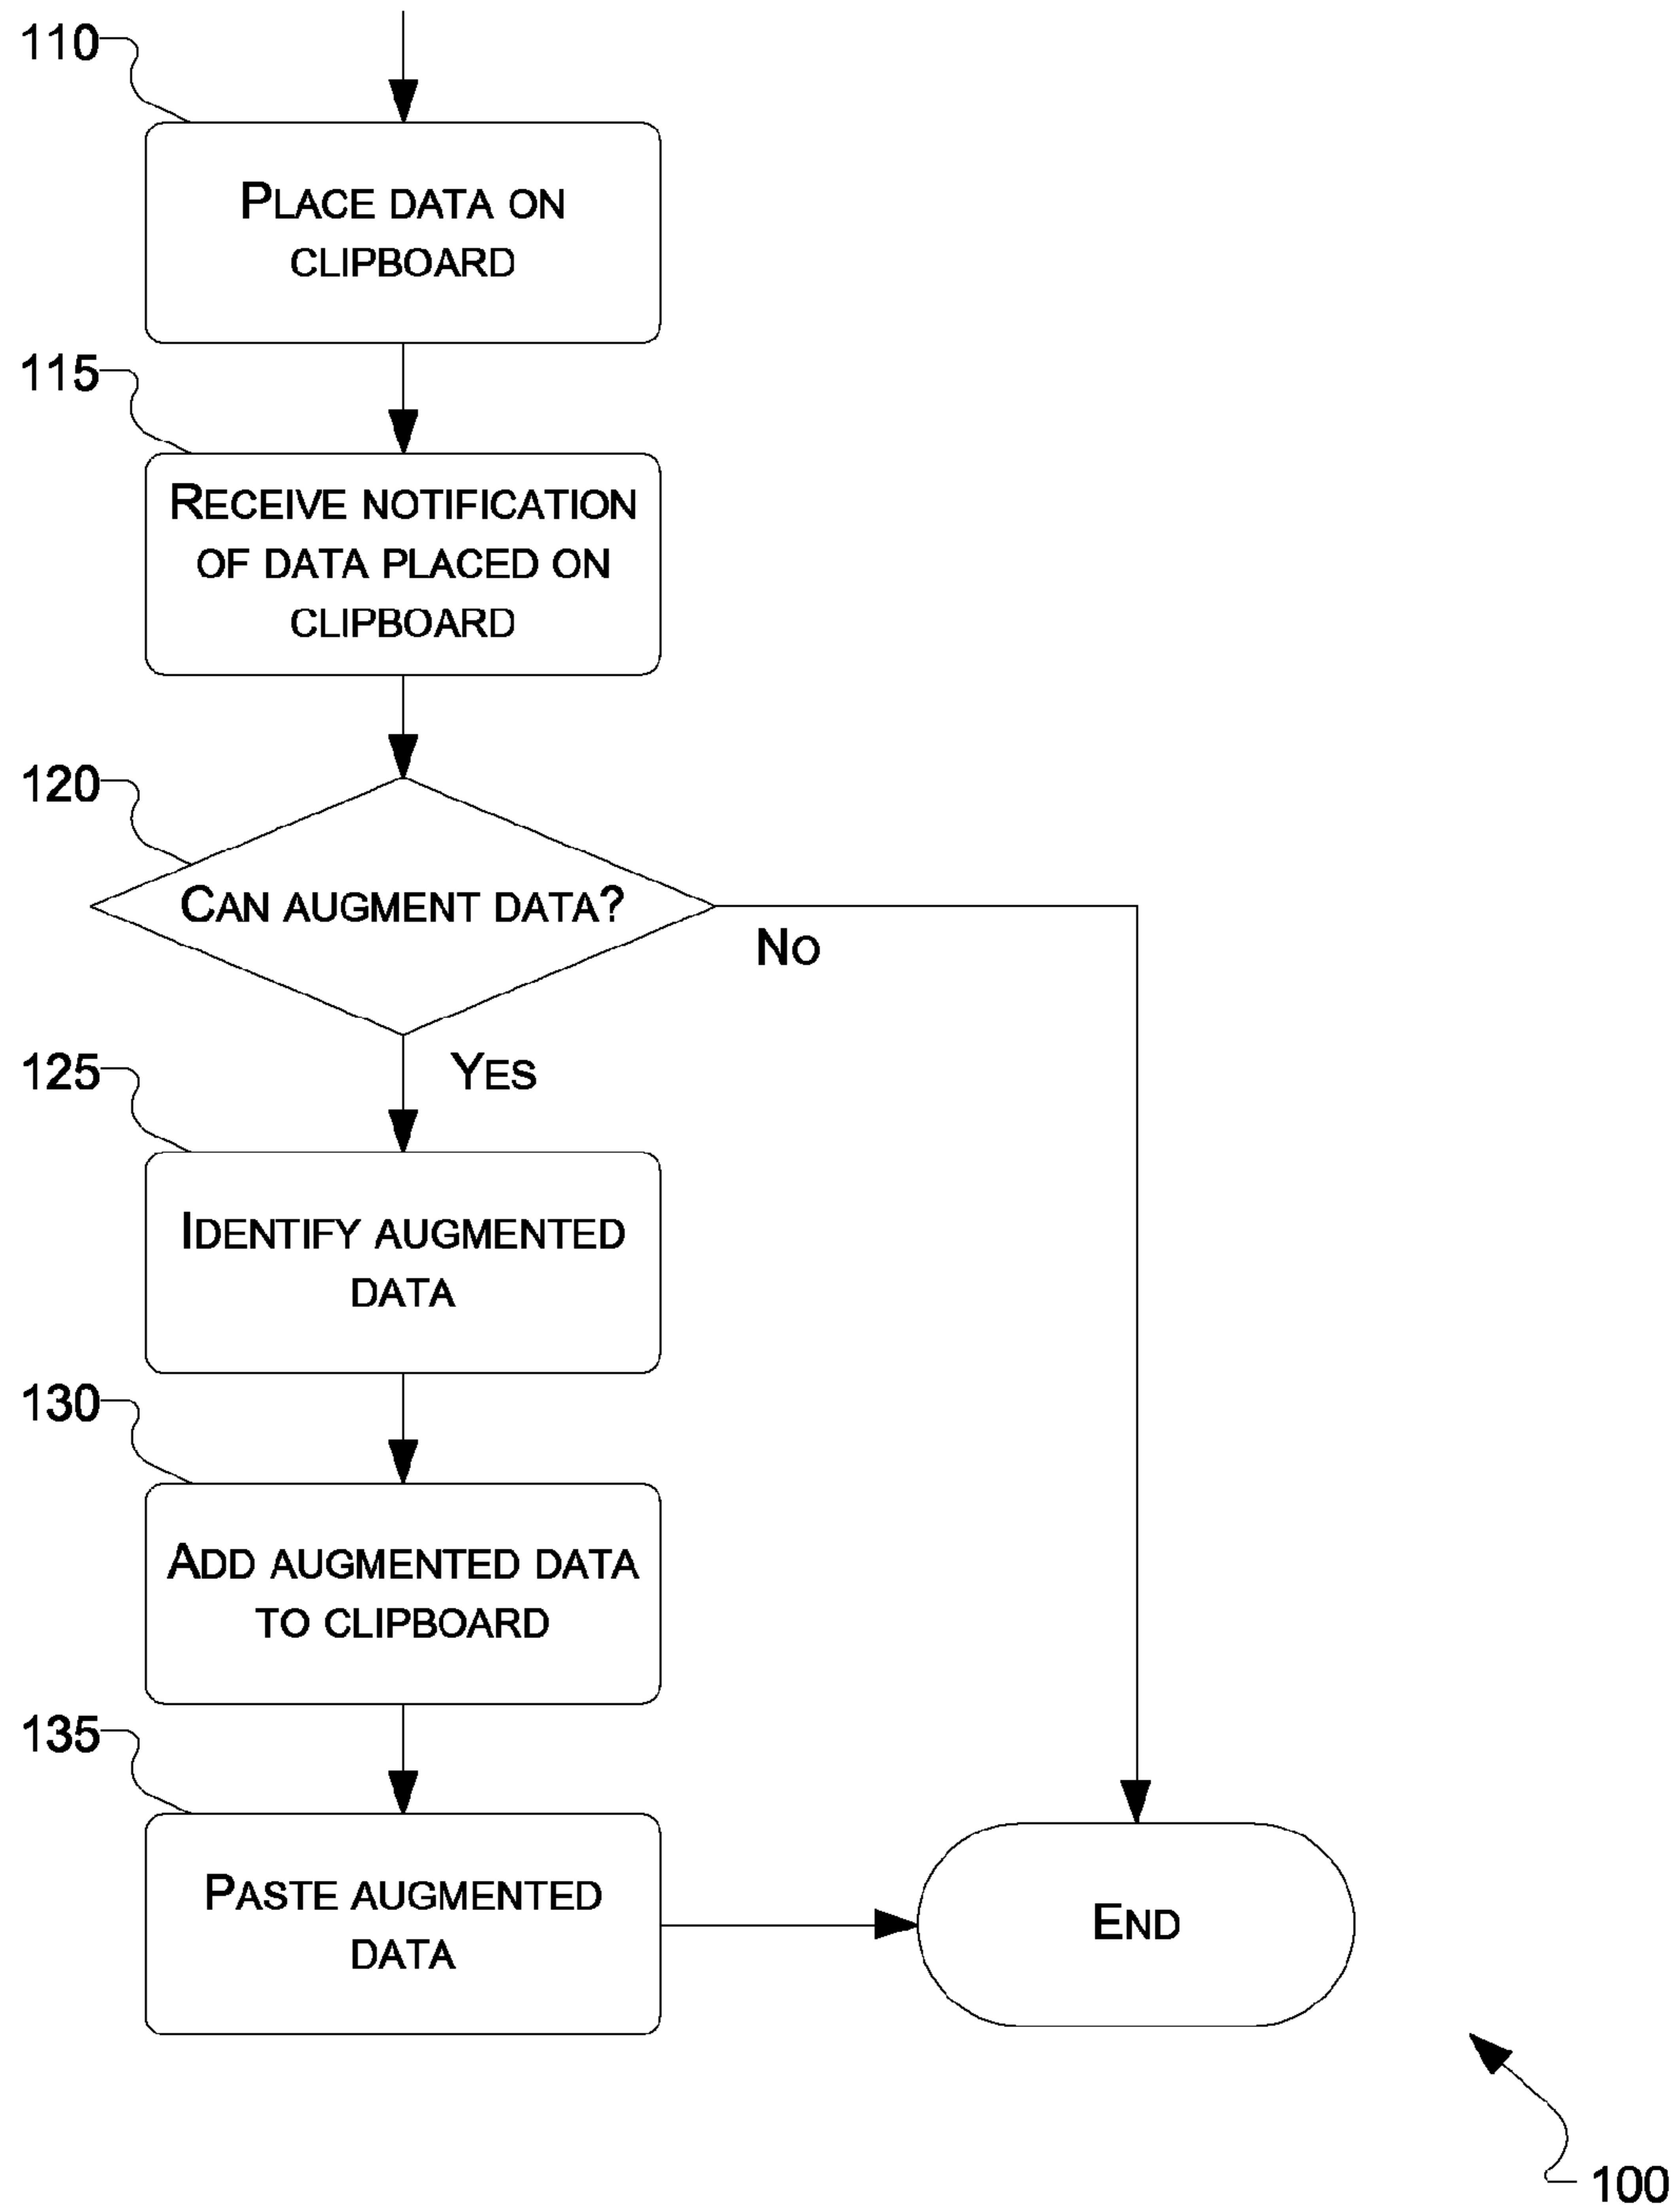 110
PLACE DATA ON
CLIPBOARD
115
RECEIVE NOTIFICATION
OF DATA PLACED ON
CLIPBOARD
120
CAN AUGMENT DATA?
NO
YES
125
IDENTIFY AUGMENTED
DATA
130
ADD AUGMENTED DATA
TO CLIPBOARD
135
PASTE AUGMENTED
DATA
END
100